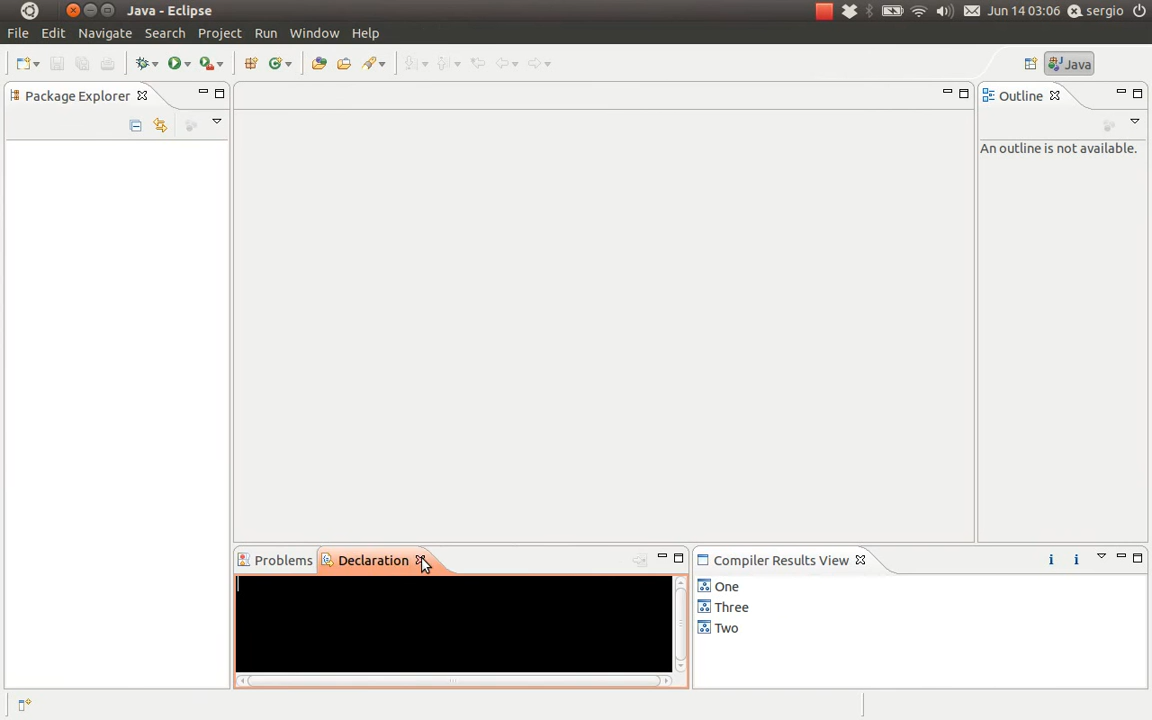 Java - Eclipse
Jun 14 03:06
sergio
File Edit Navigate Search Project Run Window Help
Java
Package Explorer
Outline
An outline is not available.
Problems
Declaration
Compiler Results View
One
Three
Two